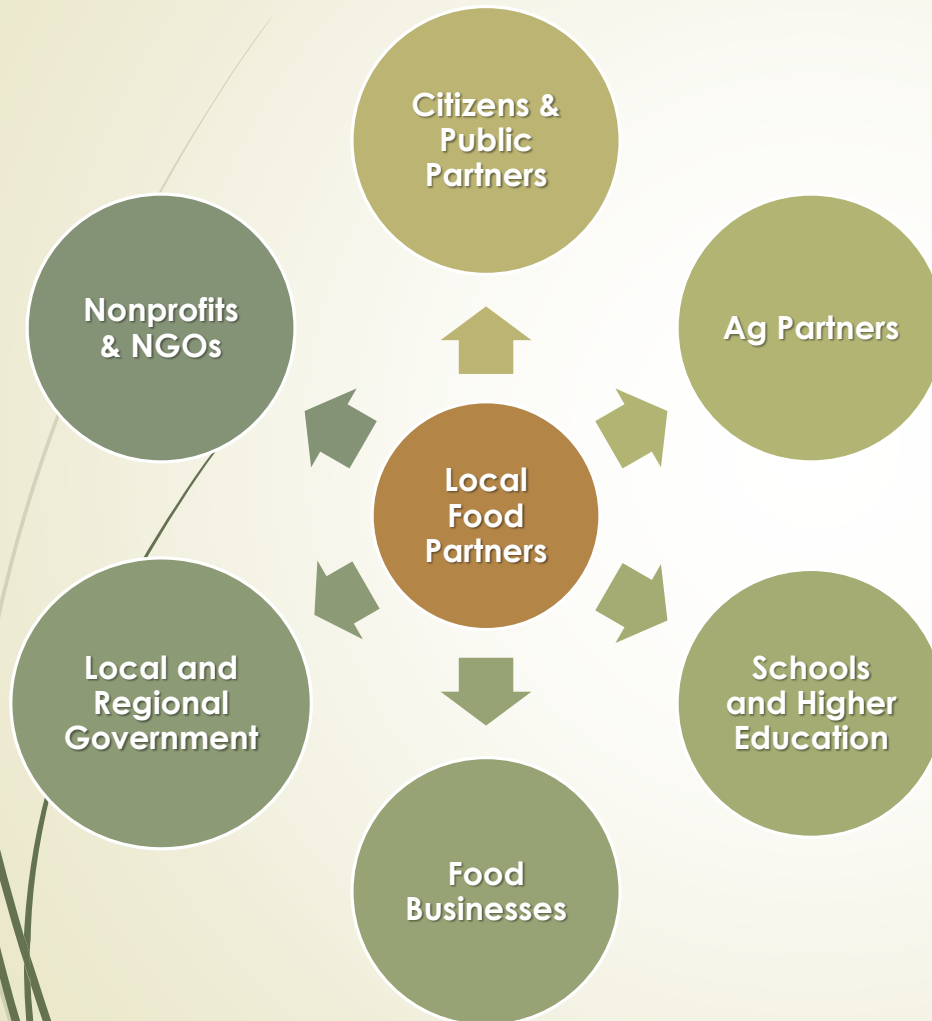 Citizens &
Public
Partners
Nonprofits
& NGOs
Ag Partners
Local
Food
Partners
Local and
Regional
Government
Schools
and Higher
Education
Food
Businesses